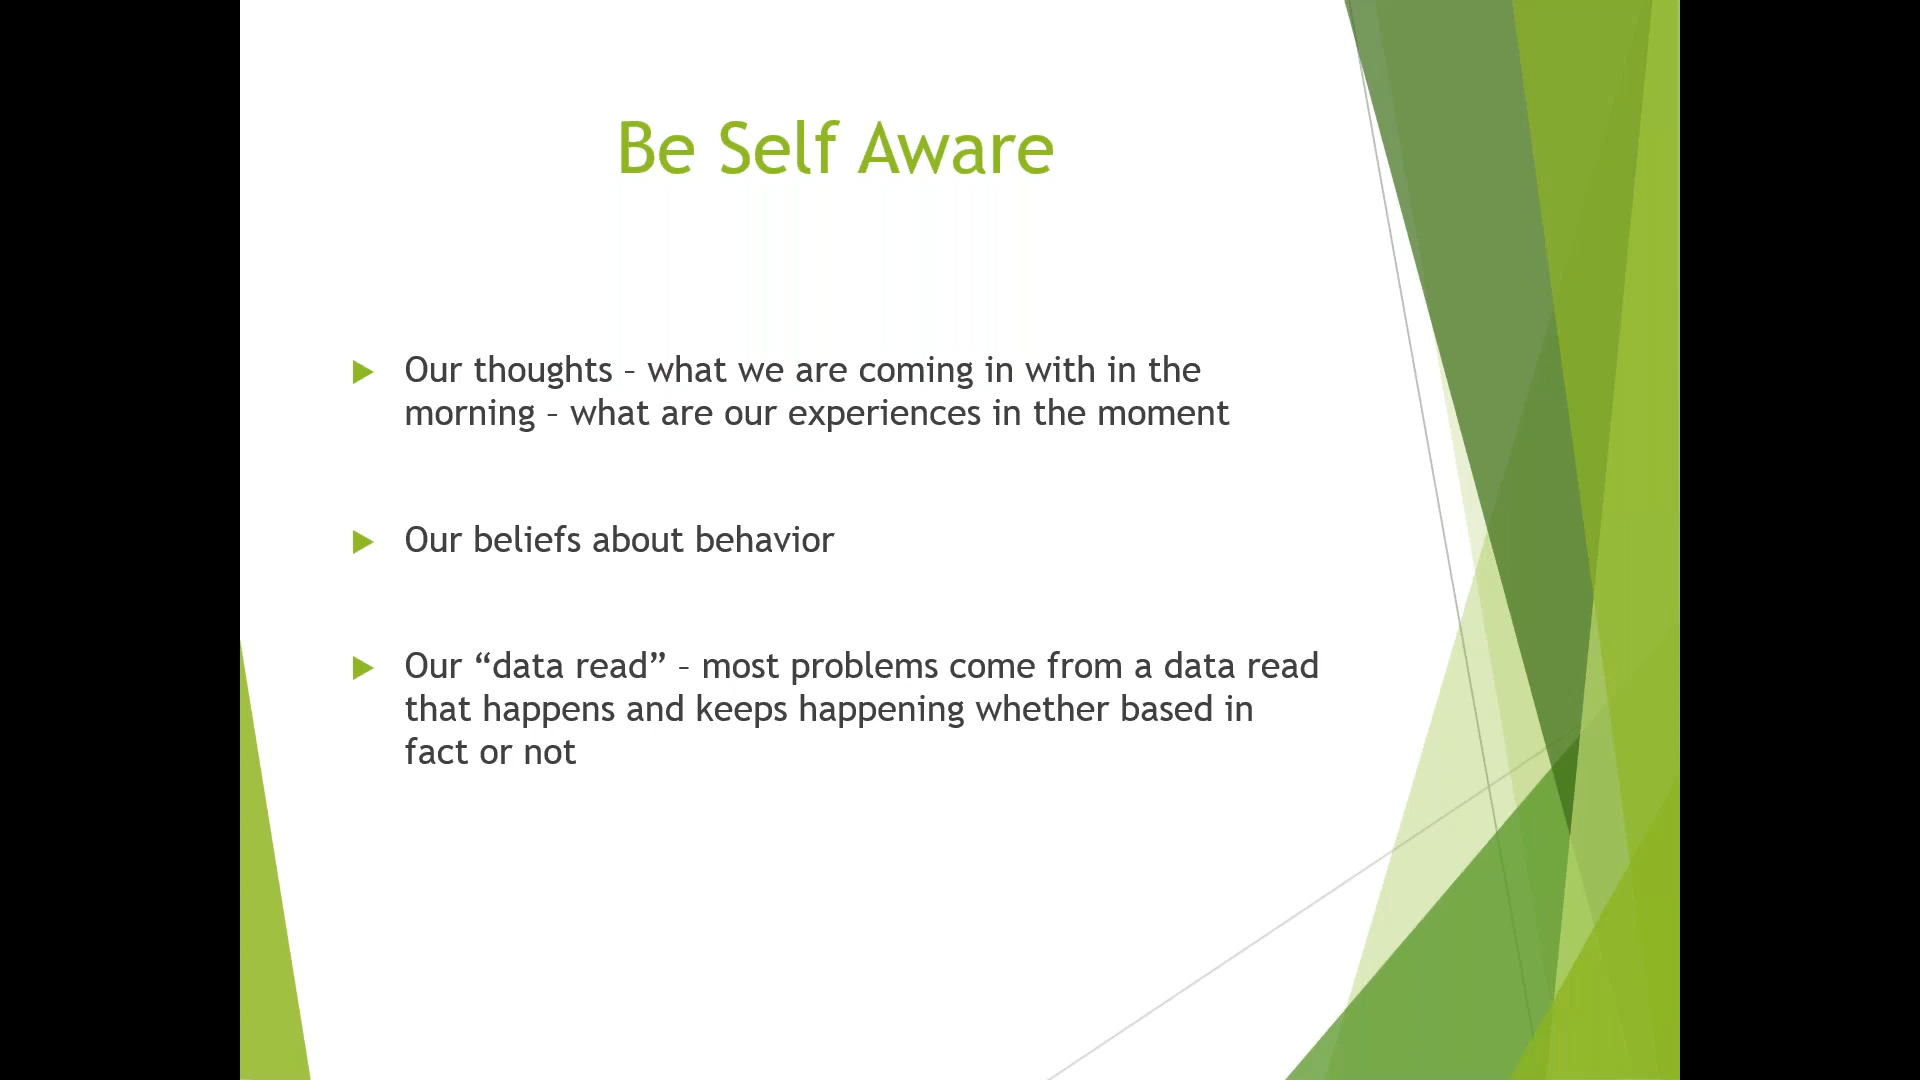 Be Self Aware
Our thoughts – what we are coming in with in the
morning – what are our experiences in the moment
Our beliefs about behavior
Our “data read” – most problems come from a data read
that happens and keeps happening whether based in
fact or not